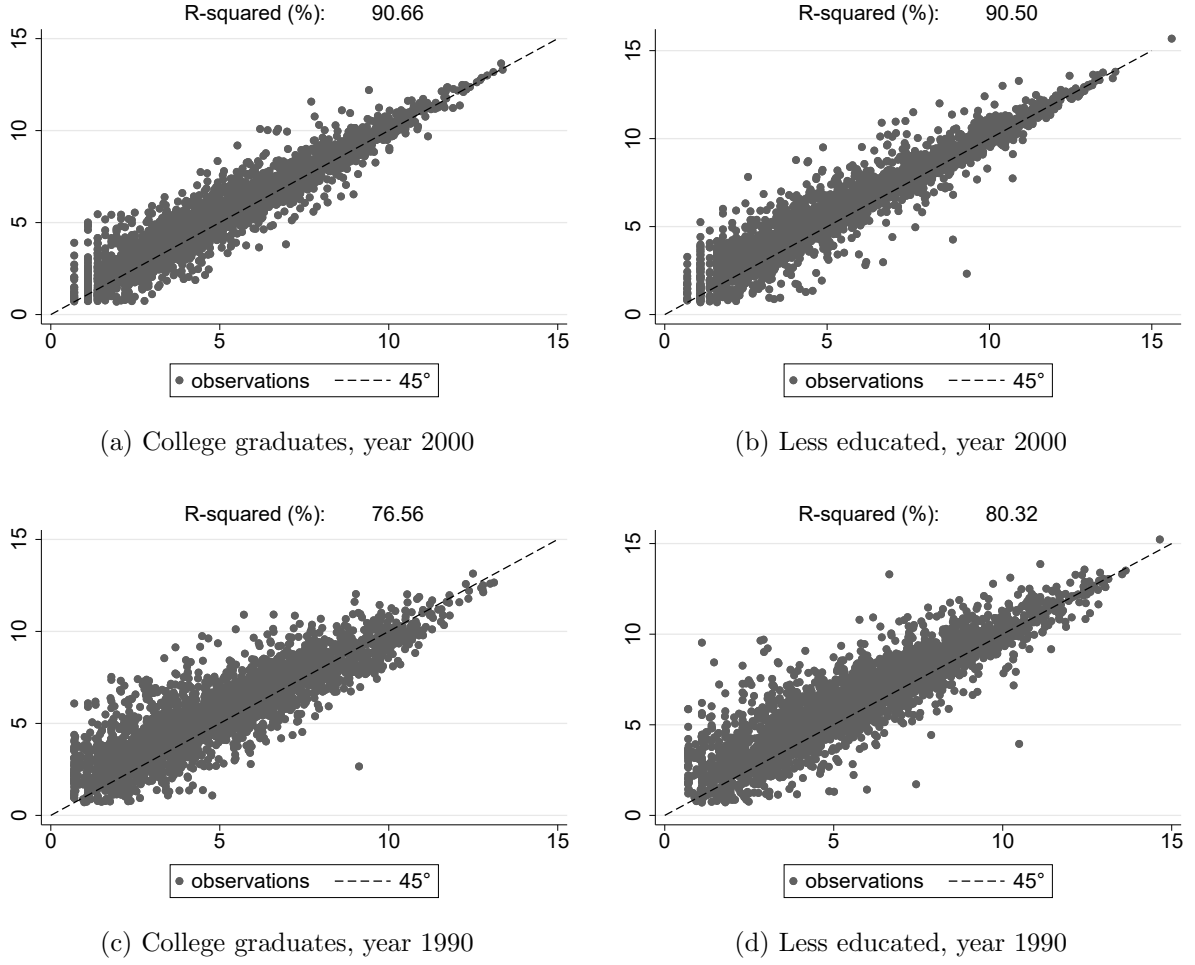 R-squared (%): 90.66
15
10
5
0
0 5 10 15
observations 45°
(a) College graduates, year 2000
R-squared (%): 90.50
15
10
5
0
0 5 10 15
observations 45°
(b) Less educated, year 2000
R-squared (%): 76.56
15
10
5
0
0 5 10 15
observations 45°
(c) College graduates, year 1990
R-squared (%): 80.32
15
10
5
0
0 5 10 15
observations 45°
(d) Less educated, year 1990